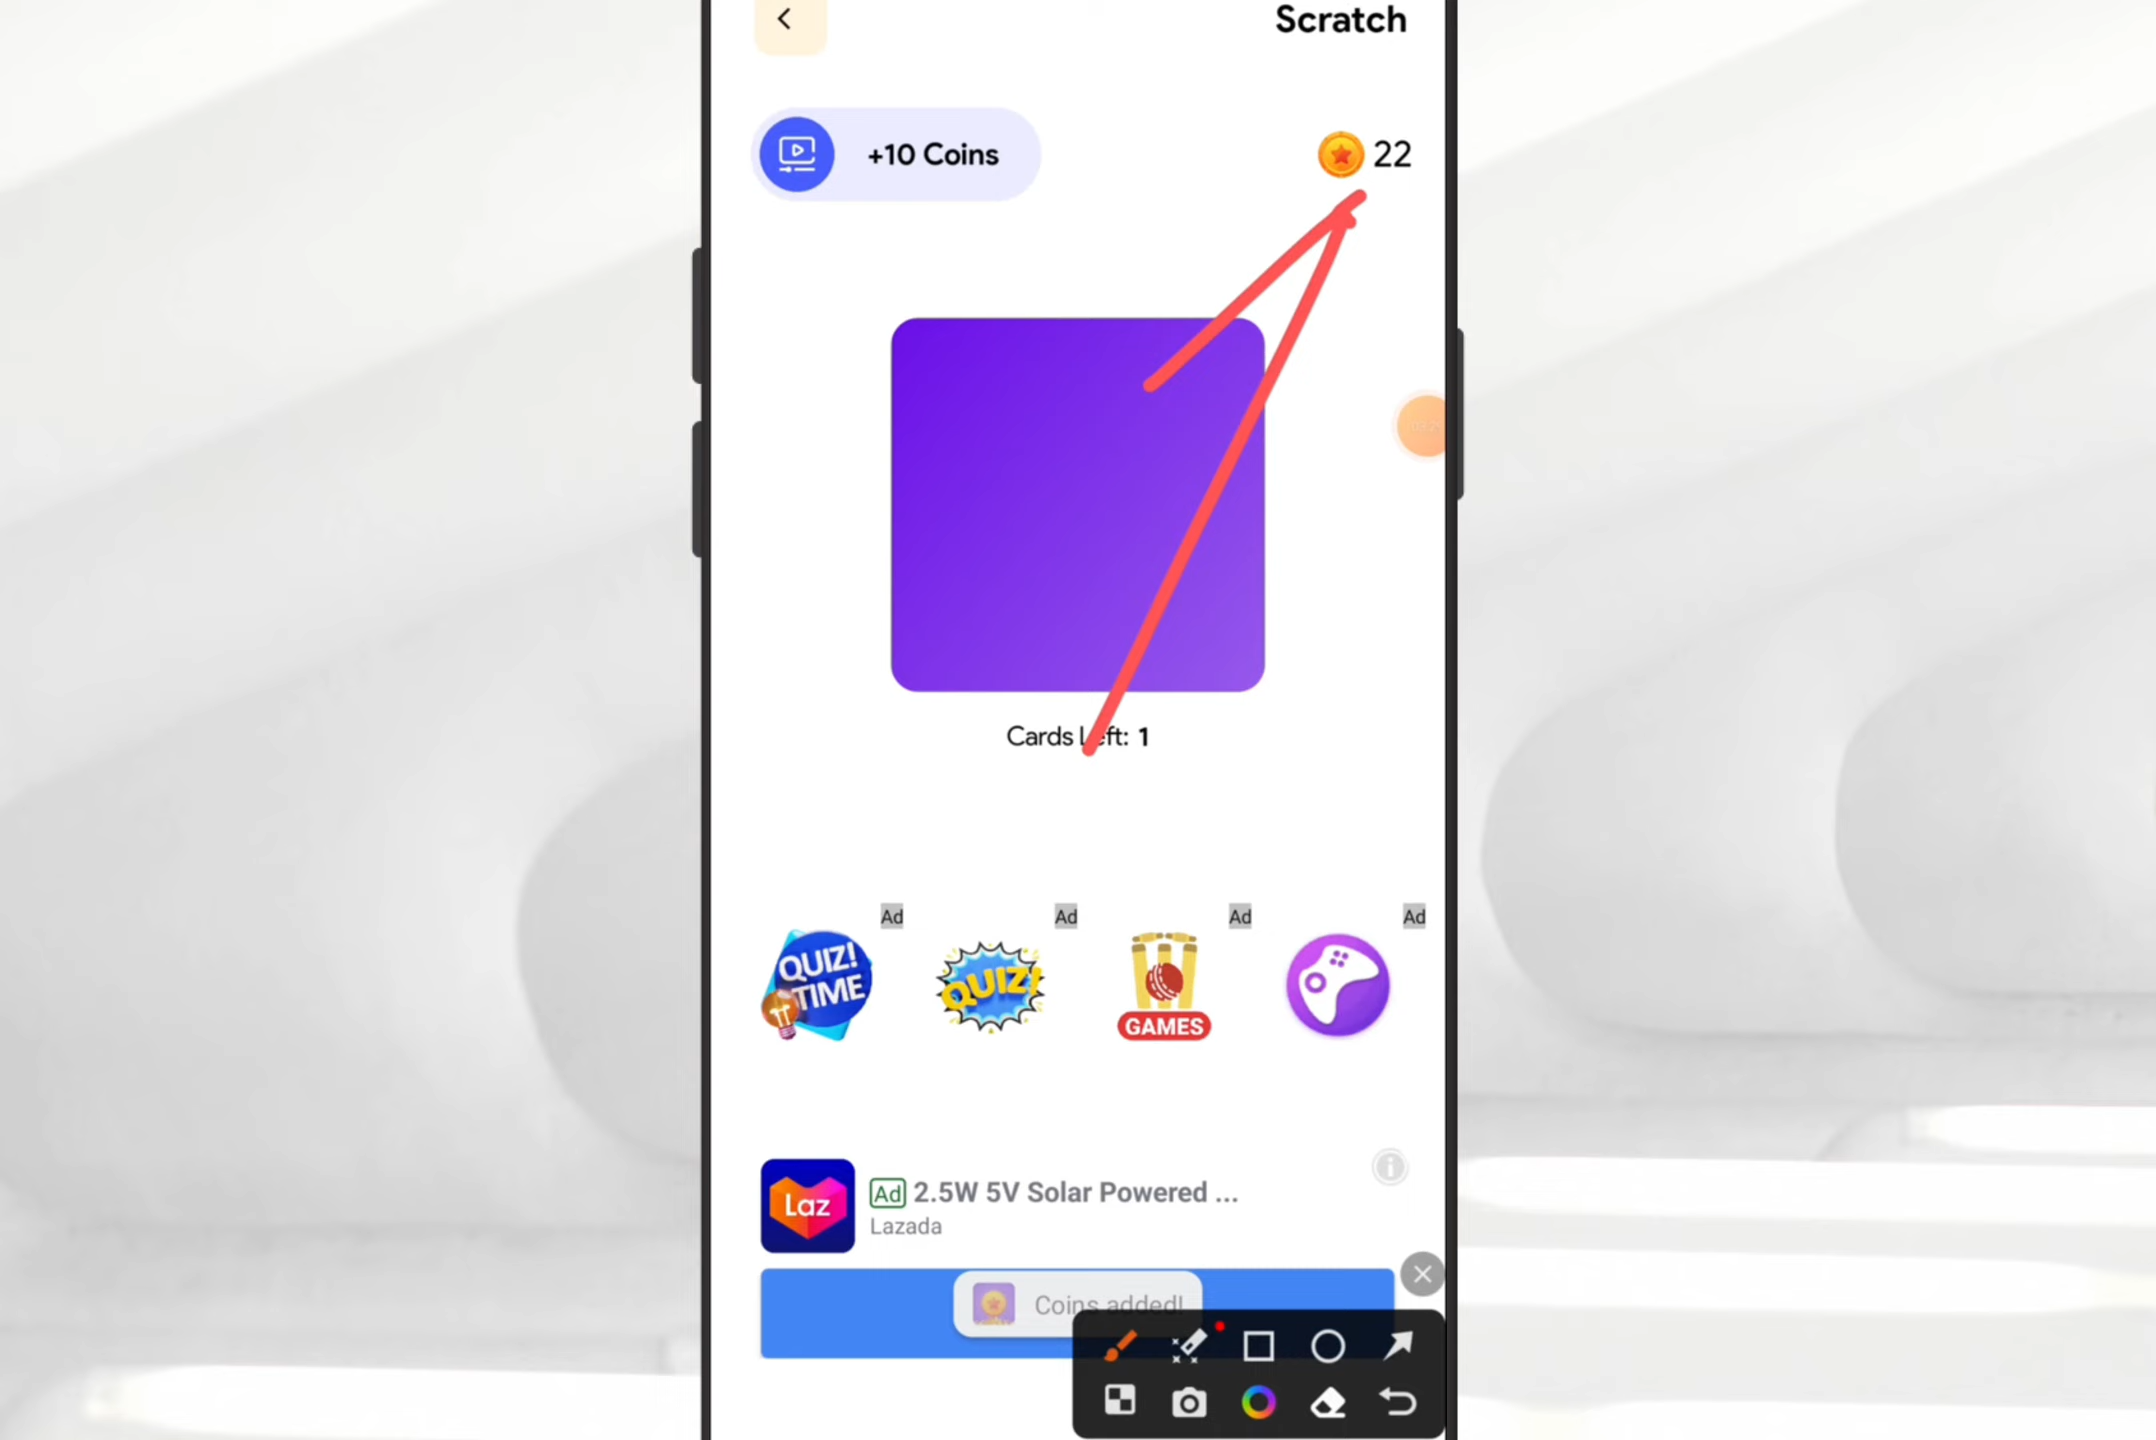 Scratch
+10 Coins
22
Cards Left: 1
Ad
Ad
Ad
Ad
QUIZ!
TIME
QUIZ!
GAMES
Laz
Ad 2.5W 5V Solar Powered ...
Lazada
Coins added!